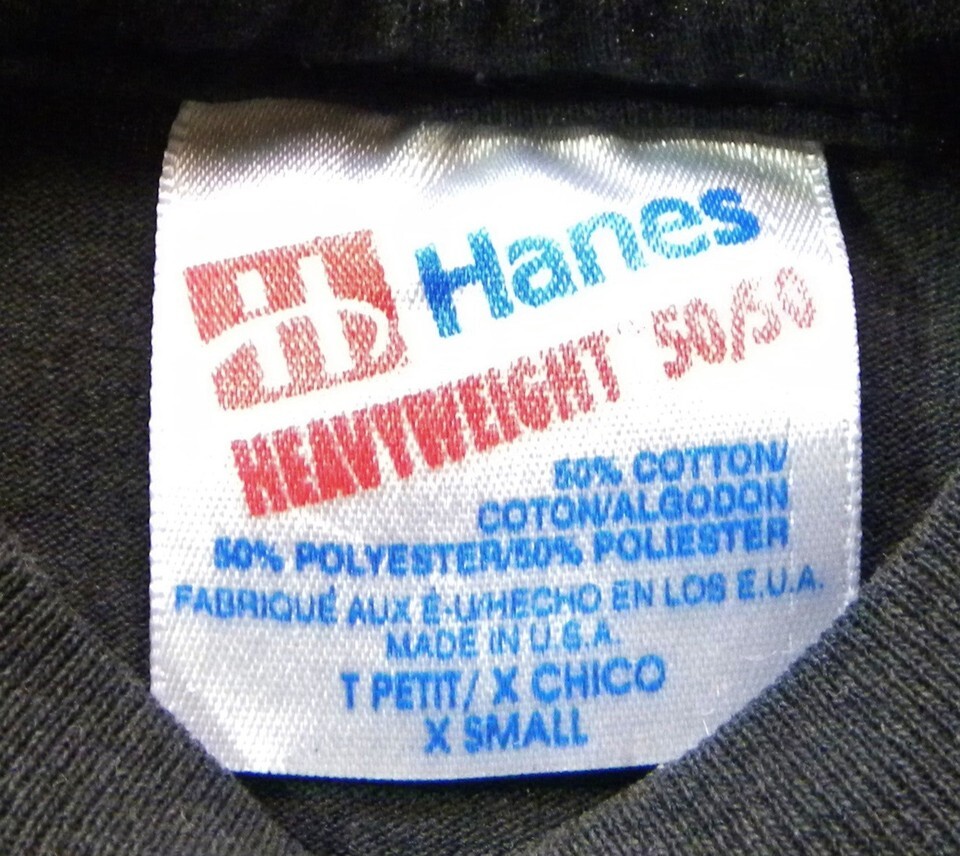 Hanes
HEAVYWEIGHT 50/50
50% COTTON/
COTON/ALGODON
50% POLYESTER/50% POLIESTER
FABRIQUÉ AUX É-U/HECHO EN LOS E.U.A.
MADE IN U.S.A.
T PETIT/ X CHICO
X SMALL